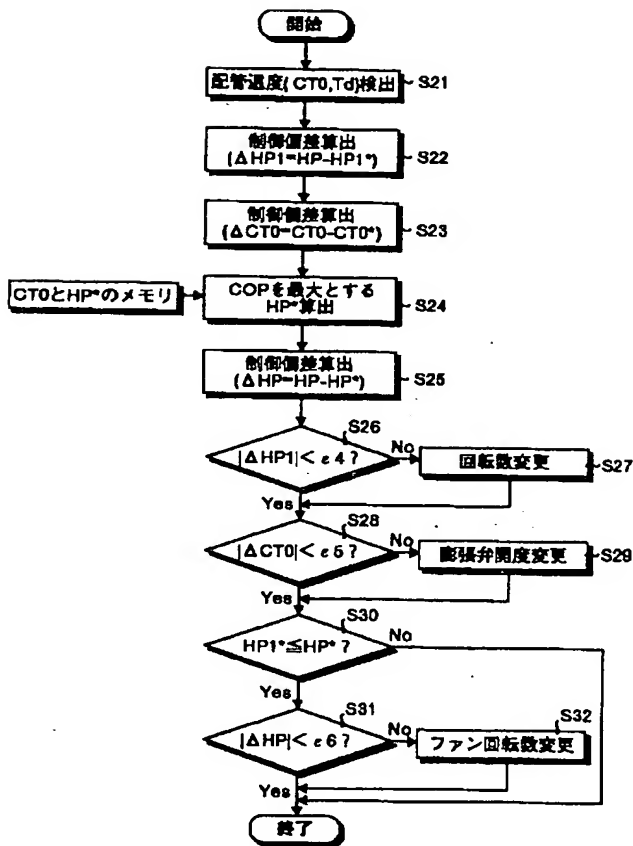 開始
配管温度(CT0,Td)検出
S21
制御偏差算出
(ΔHP1=HP-HP1*)
S22
制御偏差算出
(ΔCT0=CT0-CT0*)
S23
CT0とHP*のメモリ
COPを最大とする
HP*算出
S24
制御偏差算出
(ΔHP=HP-HP*)
S25
S26
|ΔHP1|< ε4 ?
No
回転数変更
S27
Yes
S28
|ΔCT0|< ε5 ?
No
膨張弁開度変更
S29
Yes
S30
HP1*≦HP* ?
No
Yes
S31
|ΔHP|< ε6 ?
No
S32
ファン回転数変更
Yes
終了